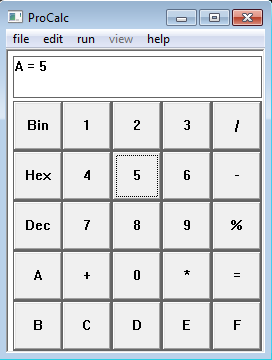 ProCalc
file edit run view help
A = 5
Bin 1 2 3 /
Hex 4 5 6 -
Dec 7 8 9 %
A + 0 * =
B C D E F